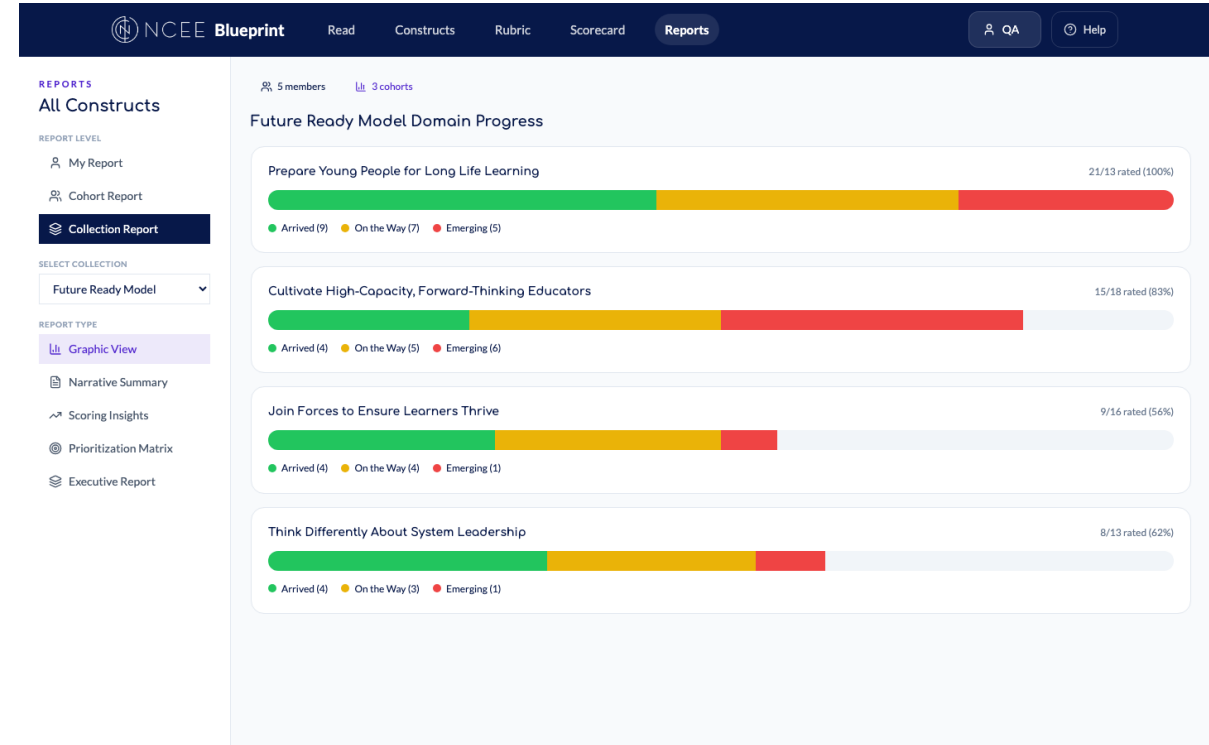 NCEE Blueprint Read Constructs Rubric Scorecard Reports QA Help
REPORTS
All Constructs
REPORT LEVEL
My Report
Cohort Report
Collection Report
SELECT COLLECTION
Future Ready Model
REPORT TYPE
Graphic View
Narrative Summary
Scoring Insights
Prioritization Matrix
Executive Report
5 members 3 cohorts
Future Ready Model Domain Progress
Prepare Young People for Long Life Learning 21/13 rated (100%)
Arrived (9) On the Way (7) Emerging (5)
Cultivate High-Capacity, Forward-Thinking Educators 15/18 rated (83%)
Arrived (4) On the Way (5) Emerging (6)
Join Forces to Ensure Learners Thrive 9/16 rated (56%)
Arrived (4) On the Way (4) Emerging (1)
Think Differently About System Leadership 8/13 rated (62%)
Arrived (4) On the Way (3) Emerging (1)